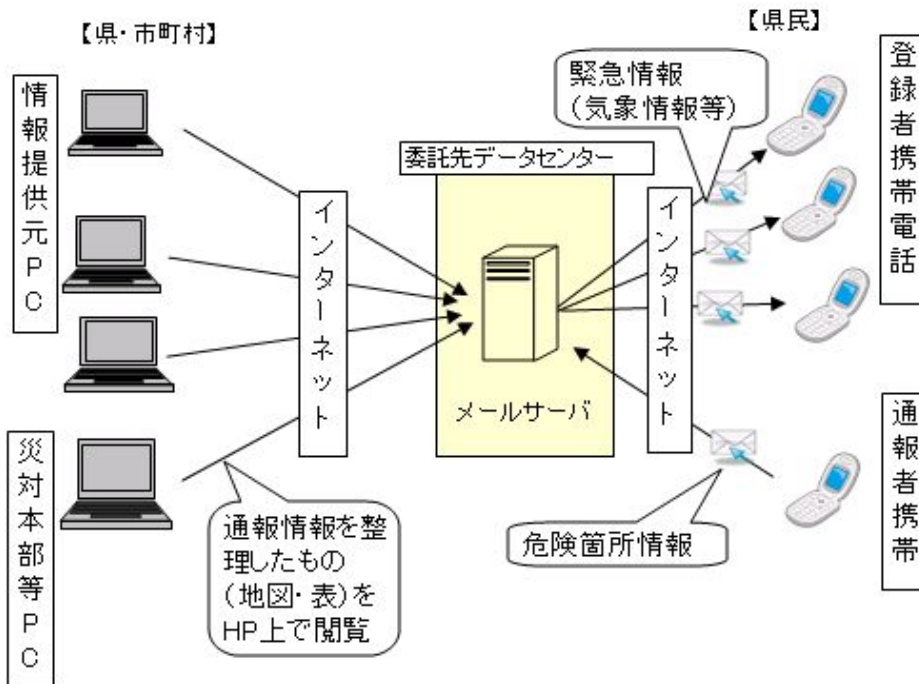 【県・市町村】
【県民】
情報提供元PC
災対本部等PC
インターネット
委託先データセンター
メールサーバ
インターネット
緊急情報
（気象情報等）
登録者携帯電話
通報者携帯
通報情報を整
理したもの
（地図・表）を
HP上で閲覧
危険箇所情報